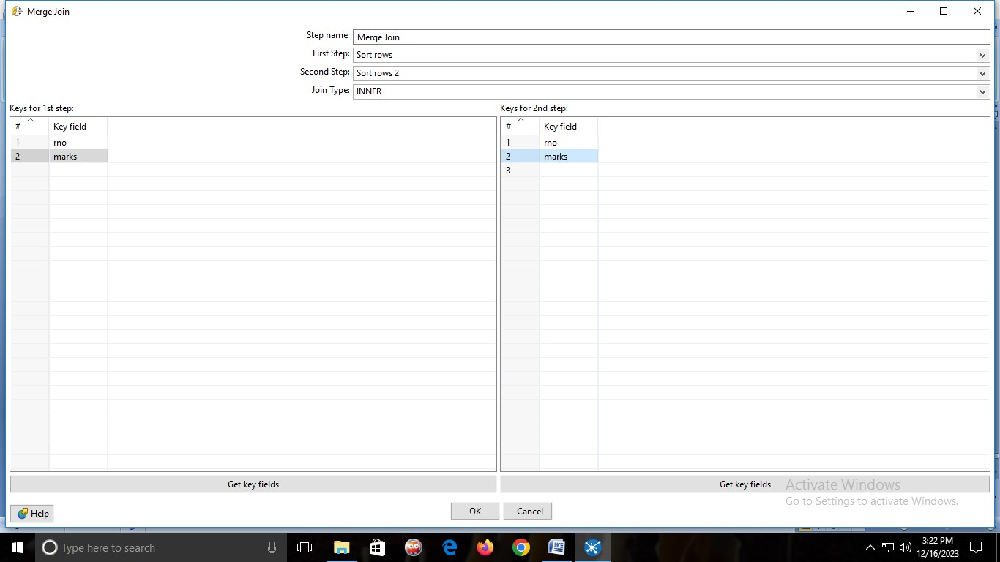 Merge Join
Step name Merge Join
First Step: Sort rows
Second Step: Sort rows 2
Join Type: INNER
Keys for 1st step:
# Key field
1 rno
2 marks
Get key fields
Keys for 2nd step:
# Key field
1 rno
2 marks
3
Get key fields
Activate Windows
Go to Settings to activate Windows.
Help
OK
Cancel
Type here to search
3:22 PM
12/16/2023